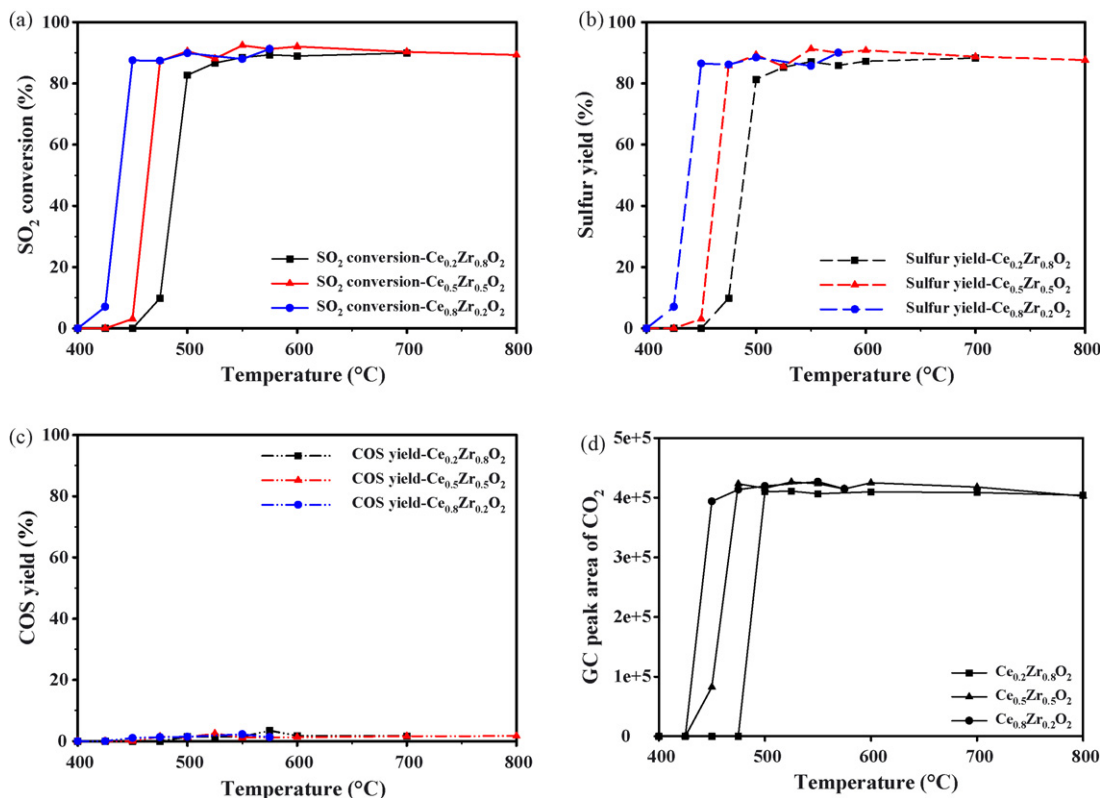 (a)
100
80
60
40
20
0
SO₂ conversion (%)
SO₂ conversion-Ce₀.₂Zr₀.₈O₂
SO₂ conversion-Ce₀.₅Zr₀.₅O₂
SO₂ conversion-Ce₀.₈Zr₀.₂O₂
400 500 600 700 800
Temperature (°C)
(b)
100
80
60
40
20
0
Sulfur yield (%)
Sulfur yield-Ce₀.₂Zr₀.₈O₂
Sulfur yield-Ce₀.₅Zr₀.₅O₂
Sulfur yield-Ce₀.₈Zr₀.₂O₂
400 500 600 700 800
Temperature (°C)
(c)
100
80
60
40
20
0
COS yield (%)
COS yield-Ce₀.₂Zr₀.₈O₂
COS yield-Ce₀.₅Zr₀.₅O₂
COS yield-Ce₀.₈Zr₀.₂O₂
400 500 600 700 800
Temperature (°C)
(d)
5e+5
4e+5
3e+5
2e+5
1e+5
0
GC peak area of CO₂
Ce₀.₂Zr₀.₈O₂
Ce₀.₅Zr₀.₅O₂
Ce₀.₈Zr₀.₂O₂
400 500 600 700 800
Temperature (°C)